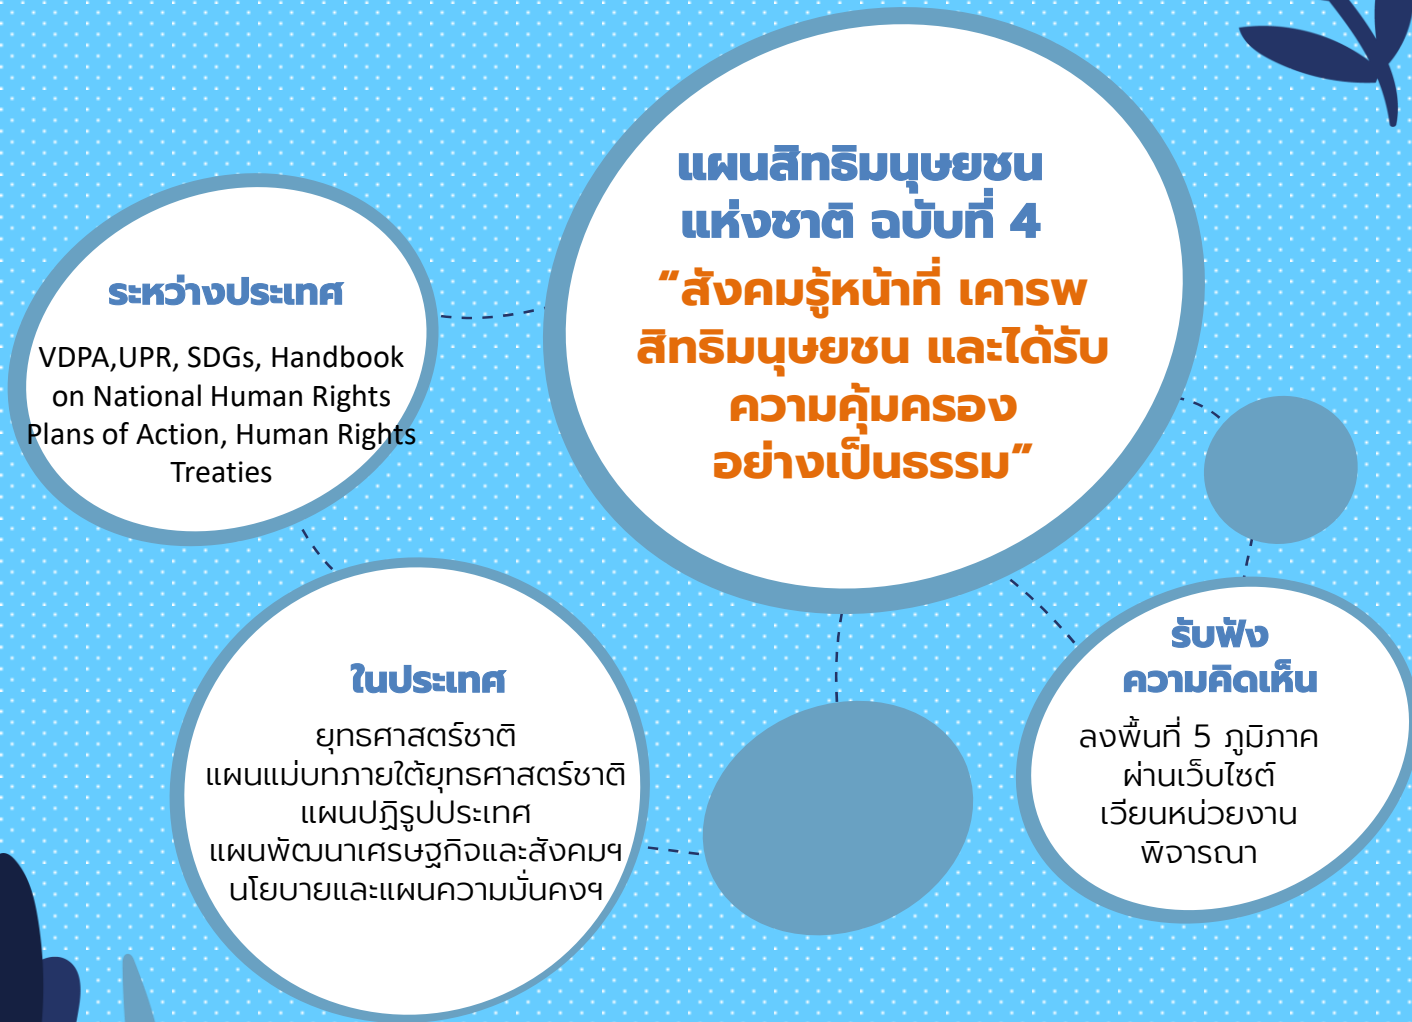 แผนสิทธิมนุษยชน
แห่งชาติ ฉบับที่ 4
“สังคมรู้หน้าที่ เคารพ
สิทธิมนุษยชน และได้รับ
ความคุ้มครอง
อย่างเป็นธรรม”
ระหว่างประเทศ
VDPA,UPR, SDGs, Handbook
on National Human Rights
Plans of Action, Human Rights
Treaties
ในประเทศ
ยุทธศาสตร์ชาติ
แผนแม่บทภายใต้ยุทธศาสตร์ชาติ
แผนปฏิรูปประเทศ
แผนพัฒนาเศรษฐกิจและสังคมฯ
นโยบายและแผนความมั่นคงฯ
รับฟัง
ความคิดเห็น
ลงพื้นที่ 5 ภูมิภาค
ผ่านเว็บไซต์
เวียนหน่วยงาน
พิจารณา